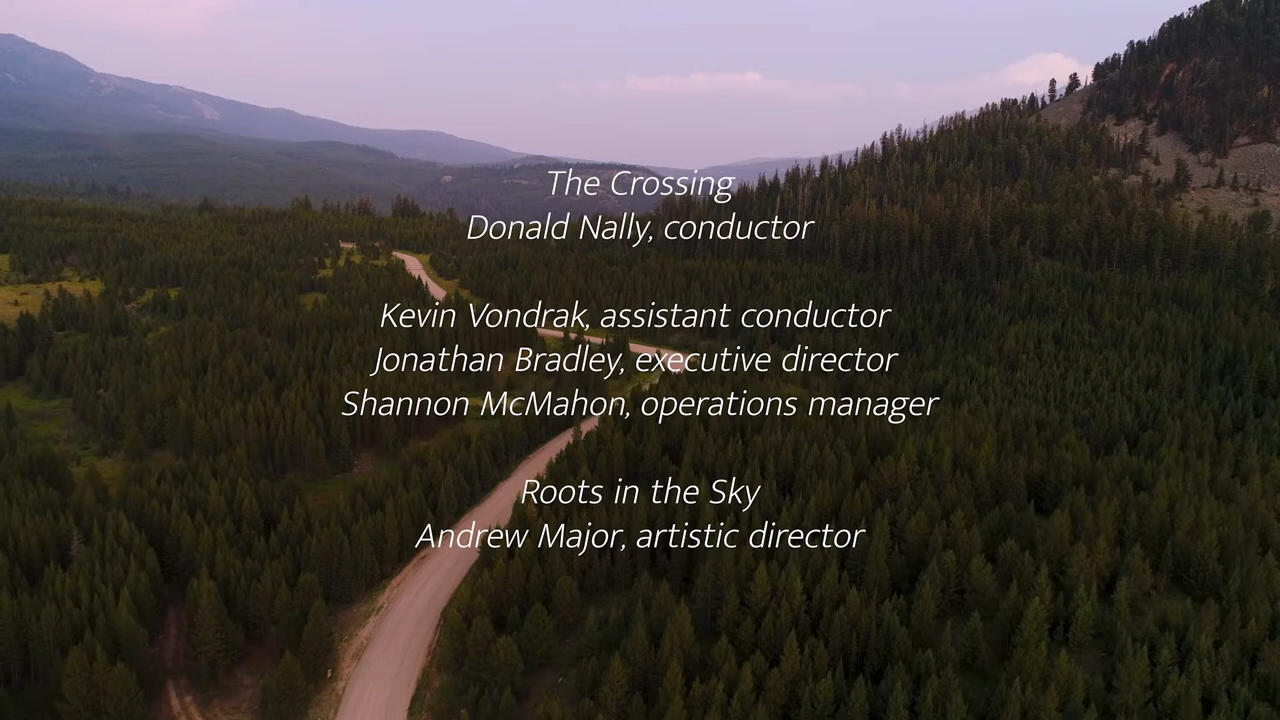 The Crossing
Donald Nally, conductor
Kevin Vondrak, assistant conductor
Jonathan Bradley, executive director
Shannon McMahon, operations manager
Roots in the Sky
Andrew Major, artistic director